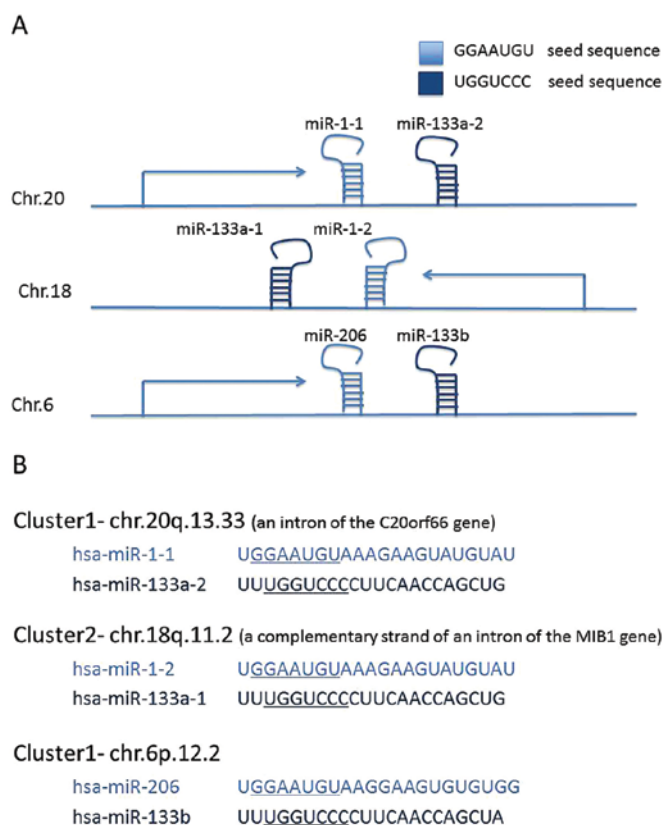 A
GGAAUGU seed sequence
UGGUCCC seed sequence
miR-1-1 miR-133a-2
Chr.20
miR-133a-1 miR-1-2
Chr.18
miR-206 miR-133b
Chr.6
B
Cluster1- chr.20q.13.33 (an intron of the C20orf66 gene)
hsa-miR-1-1 UGGAAUGUAAAGAAGUAUGUAU
hsa-miR-133a-2 UUUGGUCCCCUUCAACCAGCUG
Cluster2- chr.18q.11.2 (a complementary strand of an intron of the MIB1 gene)
hsa-miR-1-2 UGGAAUGUAAAGAAGUAUGUAU
hsa-miR-133a-1 UUUGGUCCCCUUCAACCAGCUG
Cluster1- chr.6p.12.2
hsa-miR-206 UGGAAUGUAAGGAAGUGUGUGG
hsa-miR-133b UUUGGUCCCCUUCAACCAGCUA